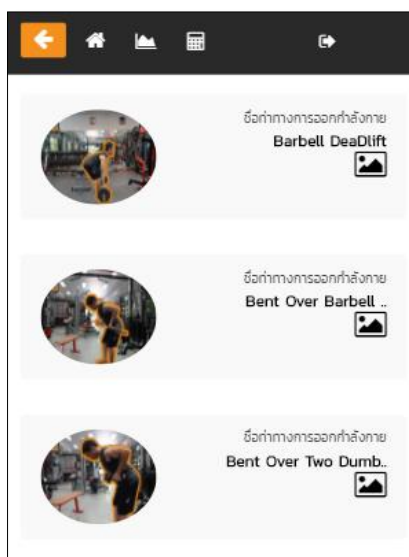 ชื่อท่าทางการออกกำลังกาย
Barbell DeaDlift
ชื่อท่าทางการออกกำลังกาย
Bent Over Barbell ..
ชื่อท่าทางการออกกำลังกาย
Bent Over Two Dumb..